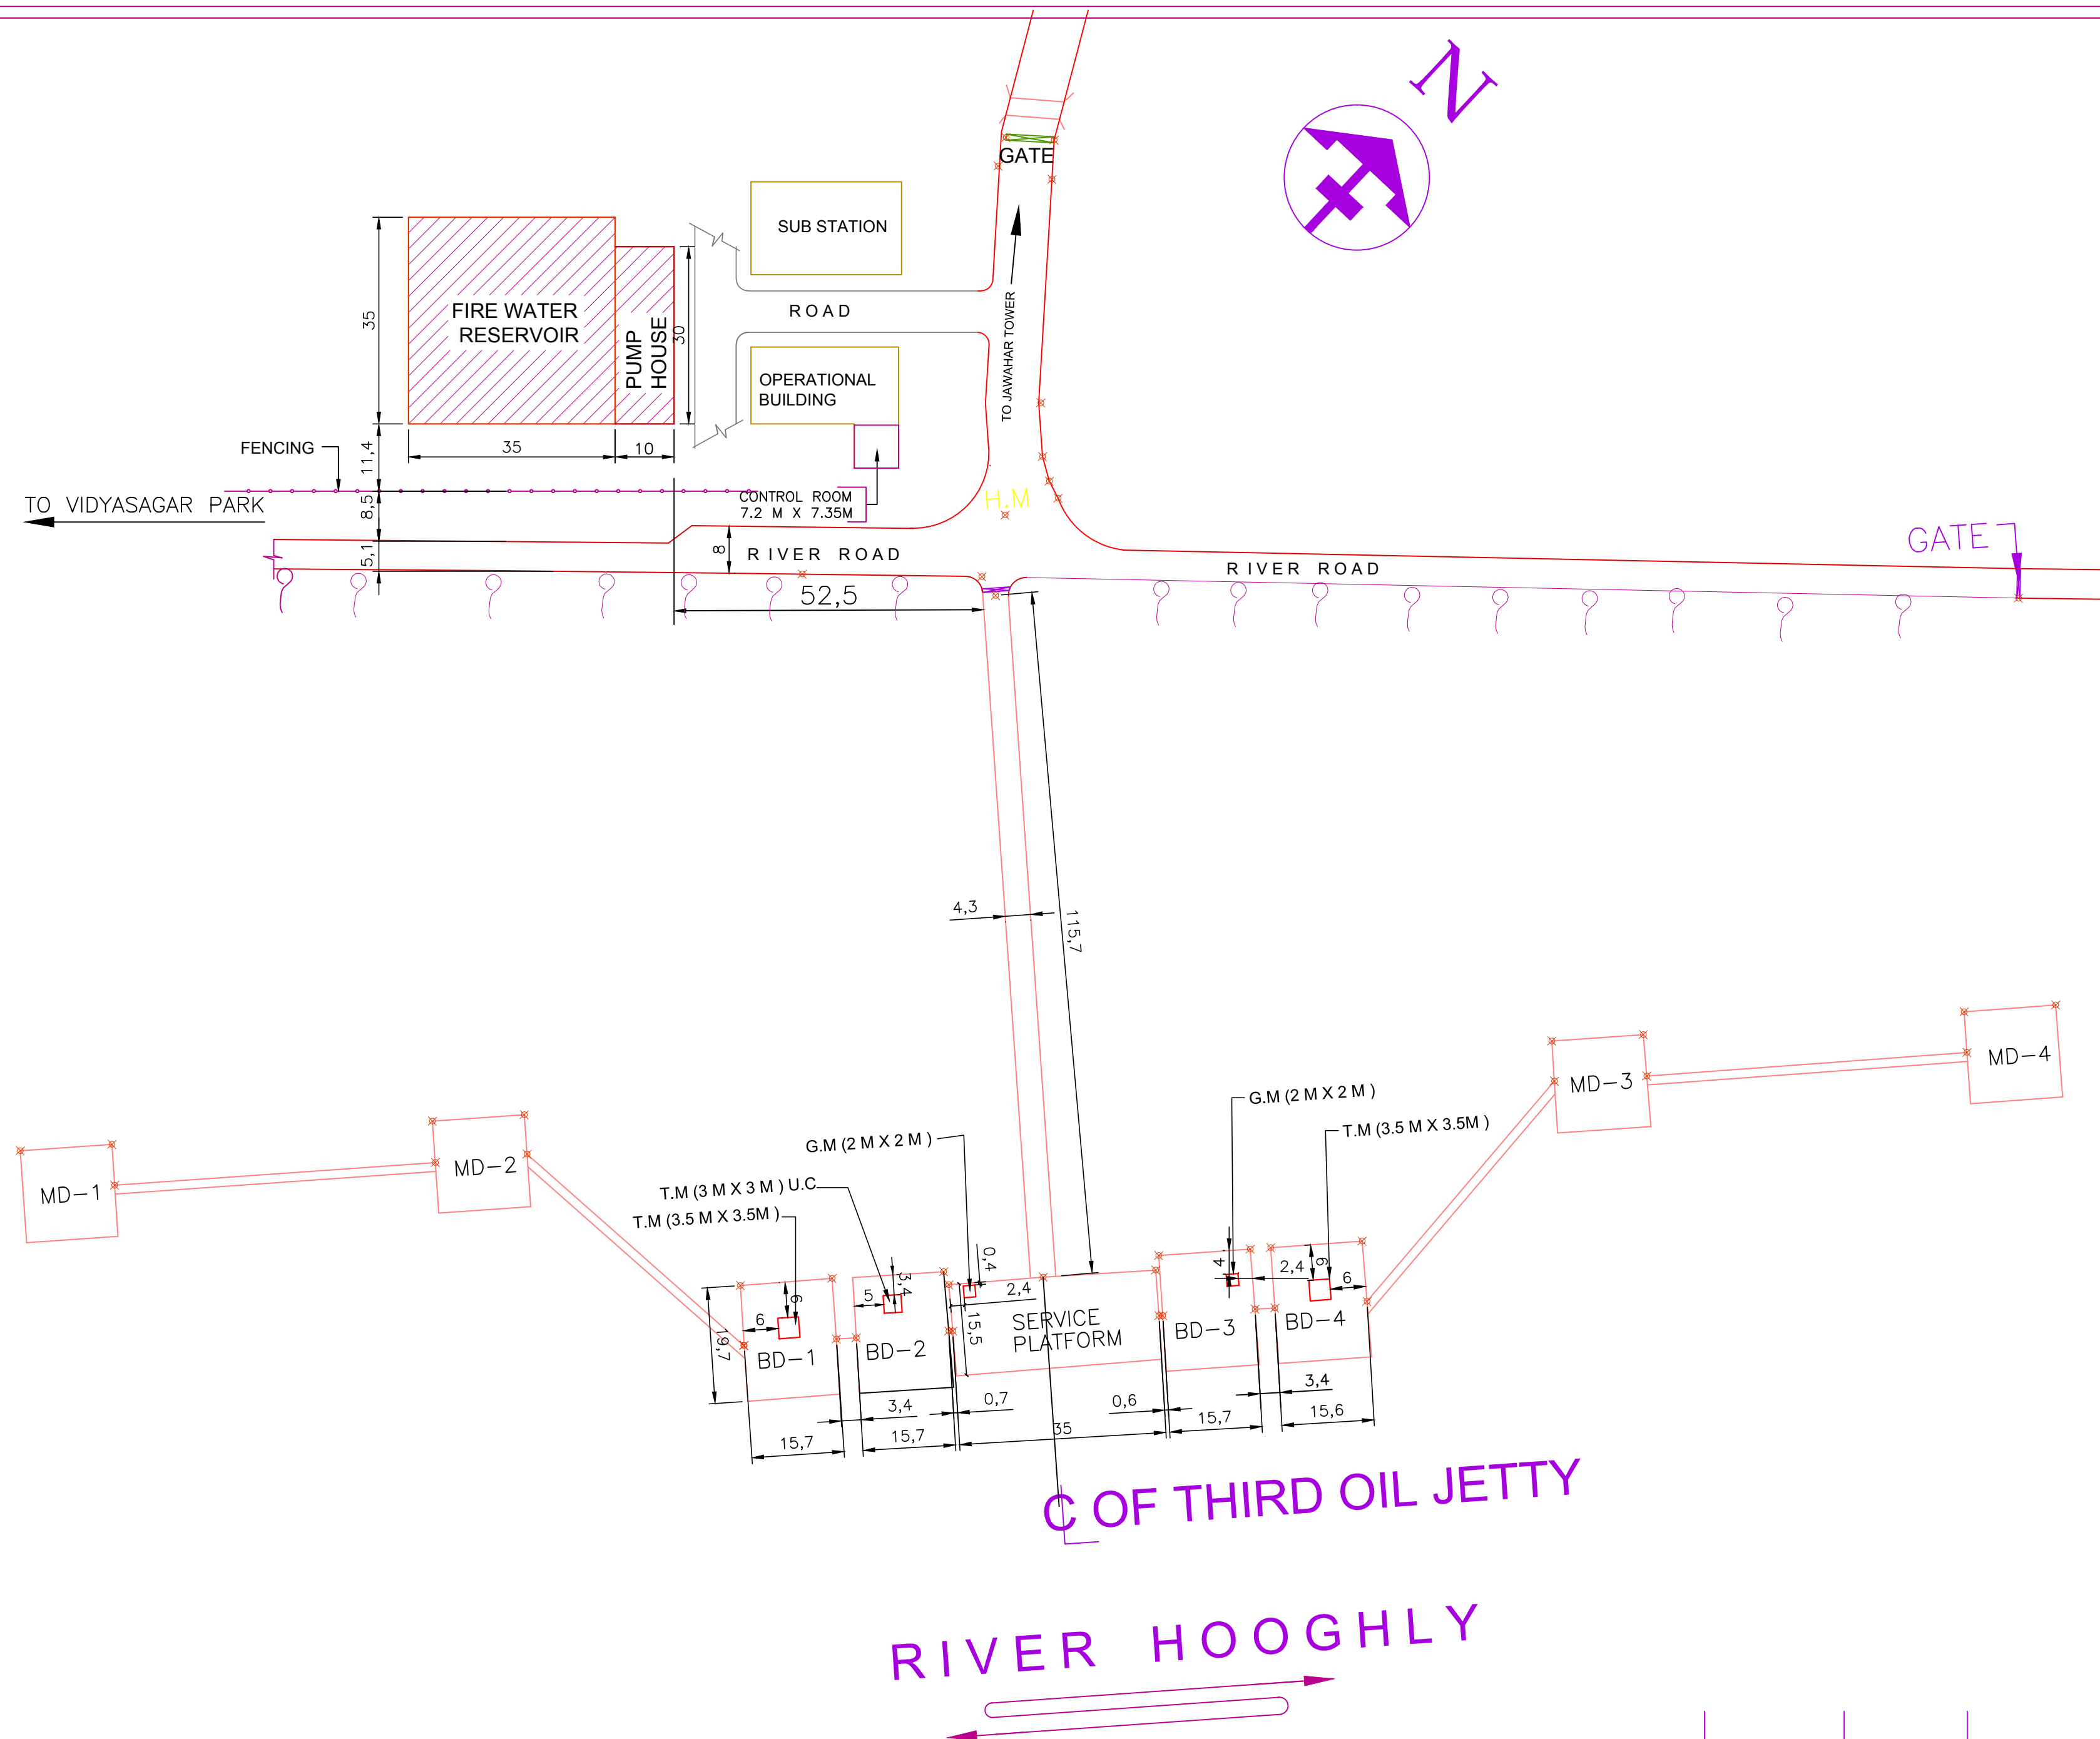 N
GATE
SUB STATION
35
FIRE WATER
RESERVOIR
PUMP
HOUSE
30
ROAD
TO JAWAHAR TOWER
OPERATIONAL
BUILDING
FENCING
11,4
35
10
TO VIDYASAGAR PARK
8,5
CONTROL ROOM
7.2 M X 7.35M
H.M
5,1
8
RIVER ROAD
RIVER ROAD
GATE
52,5
4,3
115,7
MD-1
MD-2
MD-3
MD-4
G.M (2 M X 2 M )
T.M (3.5 M X 3.5M )
G.M (2 M X 2 M )
T.M (3 M X 3 M ) U.C
T.M (3.5 M X 3.5M )
0,4
3,4
2,4
4
2,4
6
6
6
6
5
19,7
15,5
BD-1
BD-2
SERVICE
PLATFORM
BD-3
BD-4
3,4
0,7
0,6
3,4
15,7
15,7
35
15,7
15,6
C OF THIRD OIL JETTY
RIVER HOOGHLY